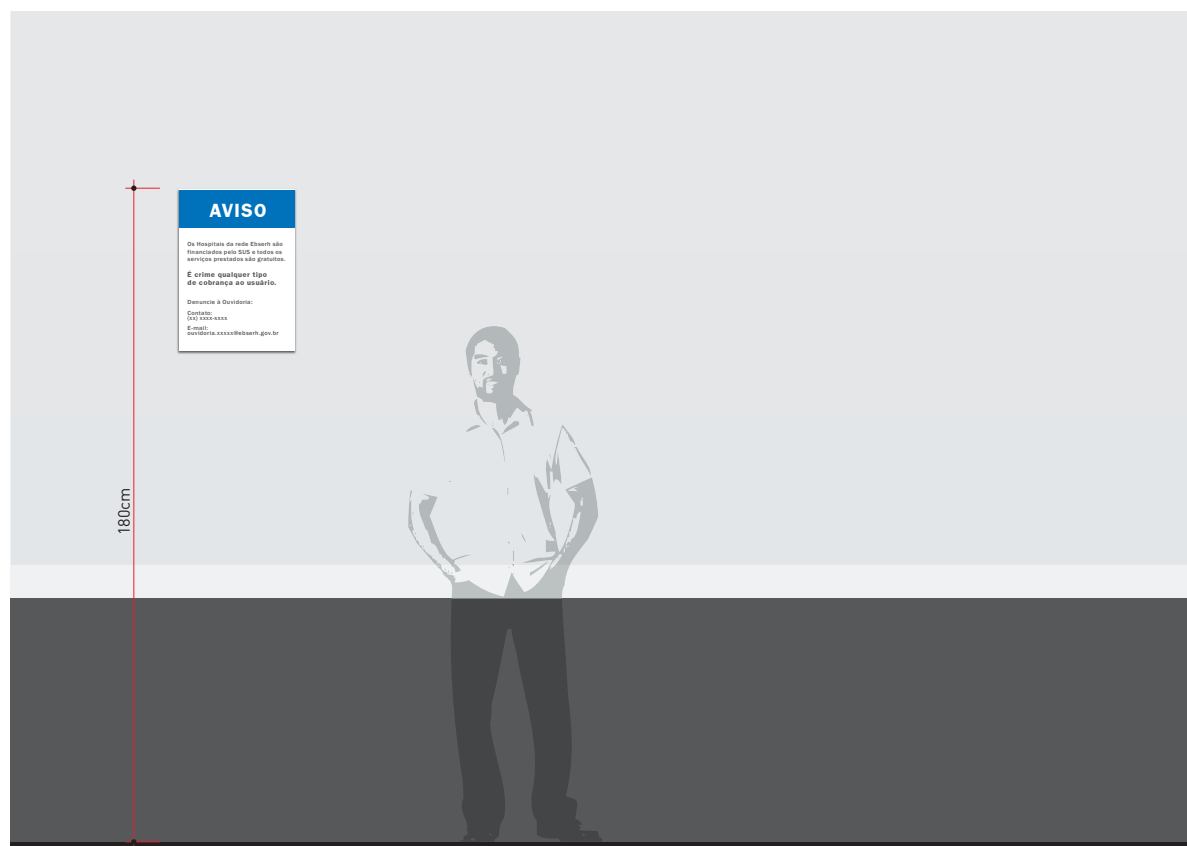 AVISO
Os Hospitais da rede Ebserh são
financiados pelo SUS e todos os
serviços prestados são gratuitos.
É crime qualquer tipo
de cobrança ao usuário.
Denuncie à Ouvidoria:
Contato:
(xx) xxxx-xxxx
E-mail:
ouvidoria.xxxxx@ebserh.gov.br
180cm